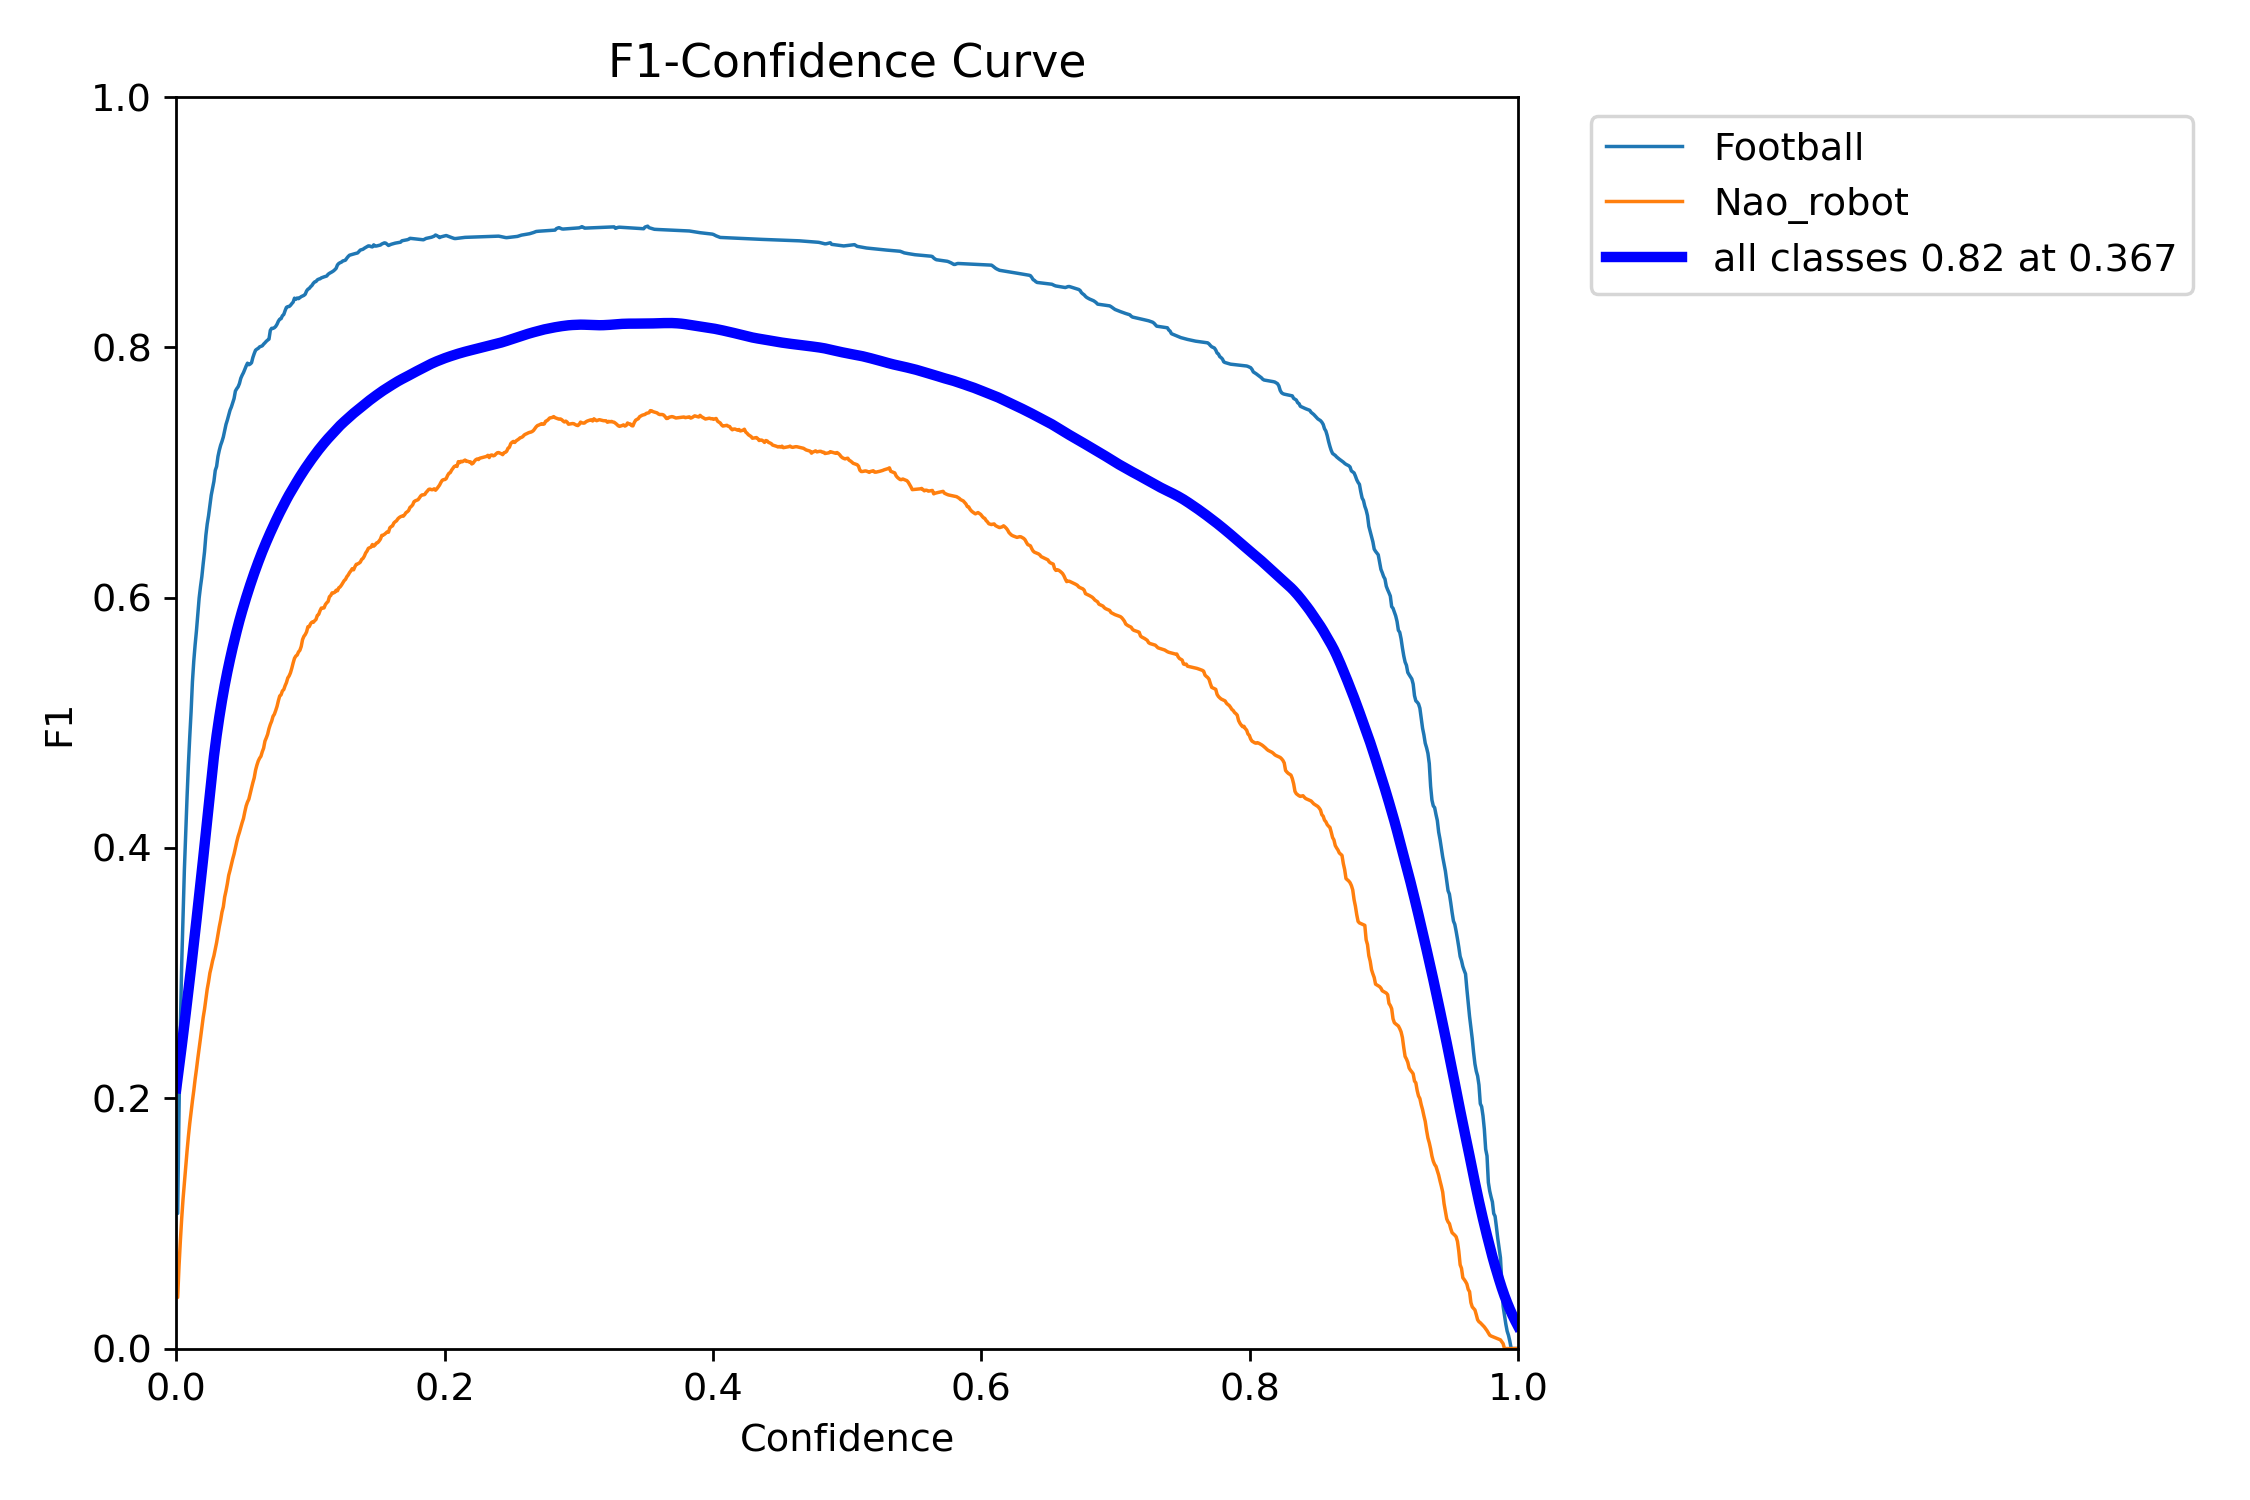 F1-Confidence Curve
1.0
0.8
0.6
0.4
0.2
0.0
F1
0.0 0.2 0.4 0.6 0.8 1.0
Confidence
Football
Nao_robot
all classes 0.82 at 0.367